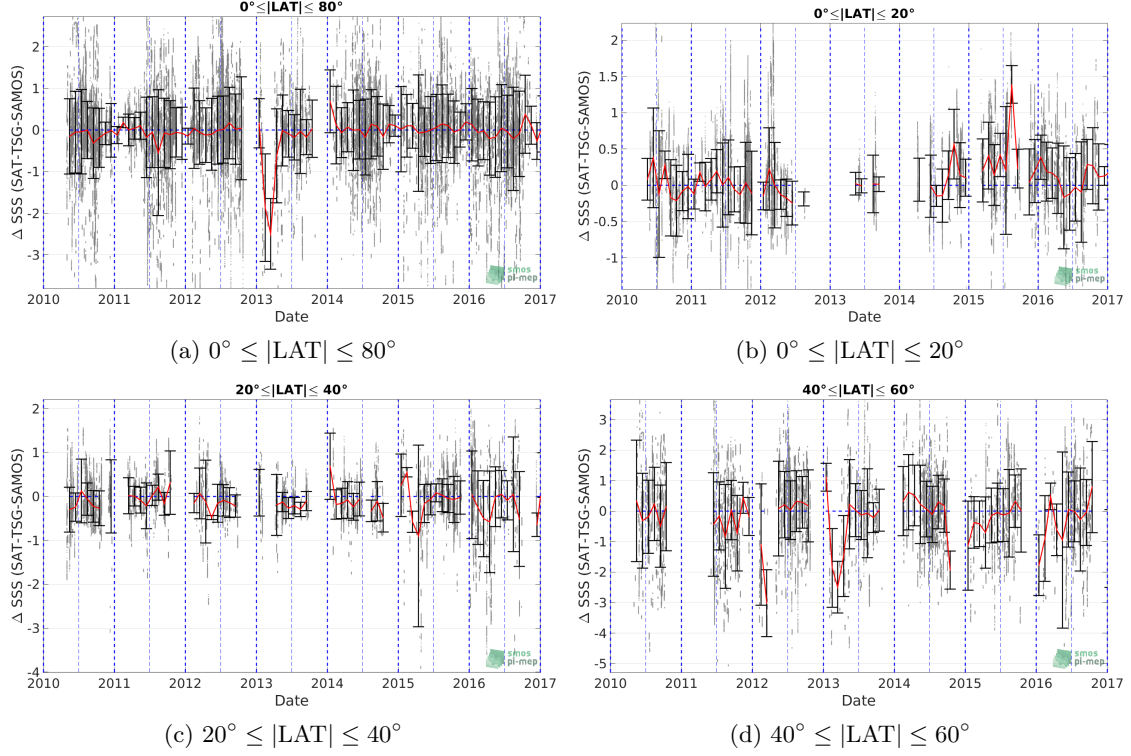 0°≤|LAT|≤ 80°
Δ SSS (SAT-TSG-SAMOS)
2
1
0
-1
-2
-3
2010 2011 2012 2013 2014 2015 2016 2017
Date
smos
pi-mep
(a) 0° ≤ |LAT| ≤ 80°
0°≤|LAT|≤ 20°
Δ SSS (SAT-TSG-SAMOS)
2
1.5
1
0.5
0
-0.5
-1
2010 2011 2012 2013 2014 2015 2016 2017
Date
smos
pi-mep
(b) 0° ≤ |LAT| ≤ 20°
20°≤|LAT|≤ 40°
Δ SSS (SAT-TSG-SAMOS)
2
1
0
-1
-2
-3
-4
2010 2011 2012 2013 2014 2015 2016 2017
Date
smos
pi-mep
(c) 20° ≤ |LAT| ≤ 40°
40°≤|LAT|≤ 60°
Δ SSS (SAT-TSG-SAMOS)
3
2
1
0
-1
-2
-3
-4
-5
2010 2011 2012 2013 2014 2015 2016 2017
Date
smos
pi-mep
(d) 40° ≤ |LAT| ≤ 60°